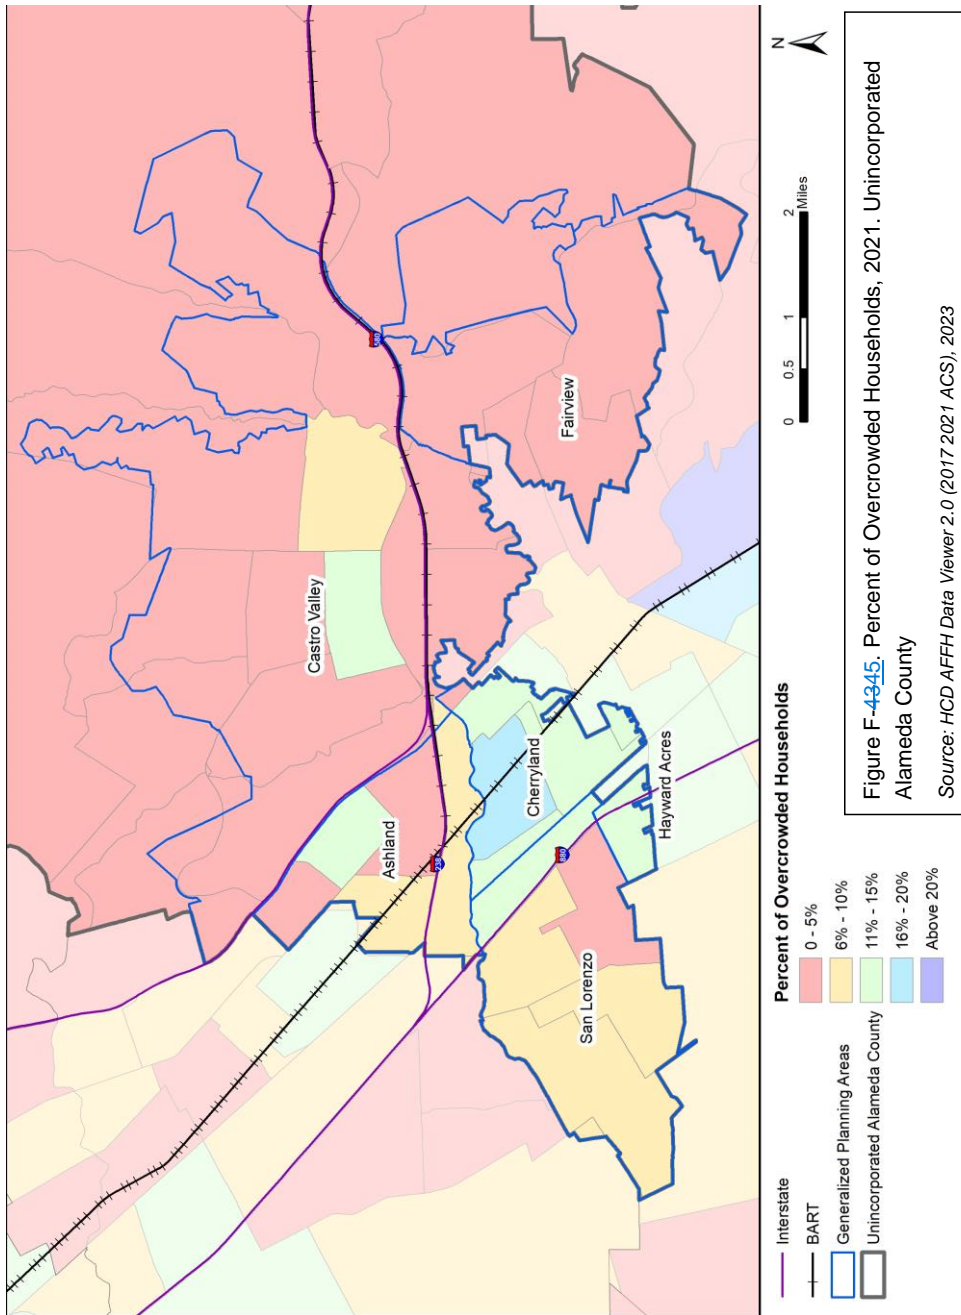 Castro Valley
Fairview
Ashland
Cherryland
Hayward Acres
San Lorenzo
580
238
880
N
0 0.5 1 2
Miles
Interstate
BART
Generalized Planning Areas
Unincorporated Alameda County
Percent of Overcrowded Households
0 - 5%
6% - 10%
11% - 15%
16% - 20%
Above 20%
Figure F-4345. Percent of Overcrowded Households, 2021. Unincorporated
Alameda County
Source: HCD AFFH Data Viewer 2.0 (2017 2021 ACS), 2023